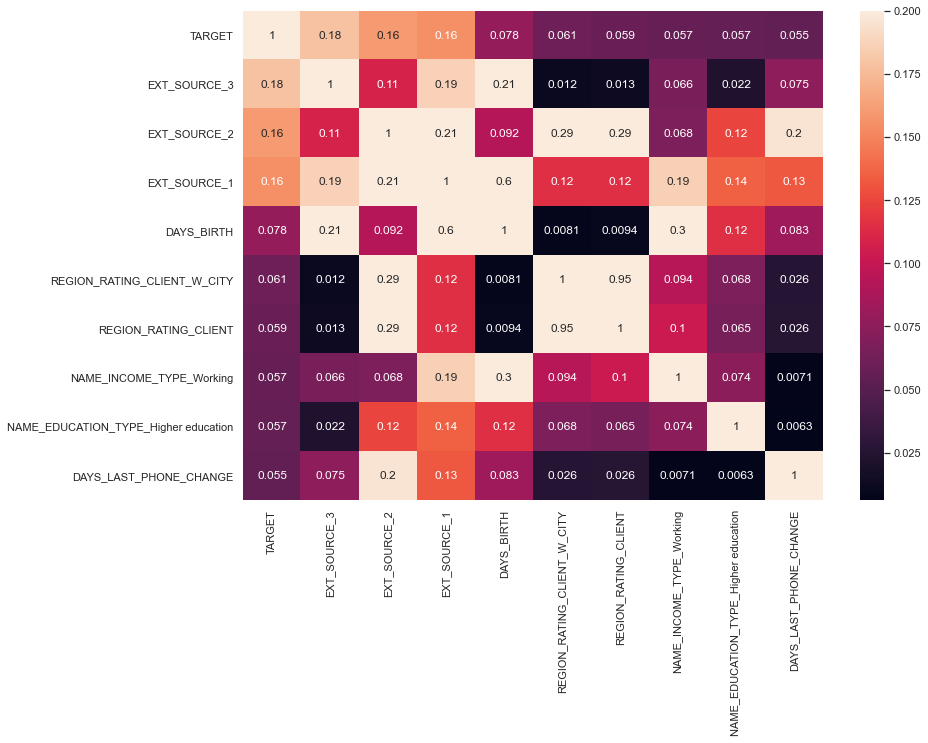 TARGET 1 0.18 0.16 0.16 0.078 0.061 0.059 0.057 0.057 0.055
EXT_SOURCE_3 0.18 1 0.11 0.19 0.21 0.012 0.013 0.066 0.022 0.075
EXT_SOURCE_2 0.16 0.11 1 0.21 0.092 0.29 0.29 0.068 0.12 0.2
EXT_SOURCE_1 0.16 0.19 0.21 1 0.6 0.12 0.12 0.19 0.14 0.13
DAYS_BIRTH 0.078 0.21 0.092 0.6 1 0.0081 0.0094 0.3 0.12 0.083
REGION_RATING_CLIENT_W_CITY 0.061 0.012 0.29 0.12 0.0081 1 0.95 0.094 0.068 0.026
REGION_RATING_CLIENT 0.059 0.013 0.29 0.12 0.0094 0.95 1 0.1 0.065 0.026
NAME_INCOME_TYPE_Working 0.057 0.066 0.068 0.19 0.3 0.094 0.1 1 0.074 0.0071
NAME_EDUCATION_TYPE_Higher education 0.057 0.022 0.12 0.14 0.12 0.068 0.065 0.074 1 0.0063
DAYS_LAST_PHONE_CHANGE 0.055 0.075 0.2 0.13 0.083 0.026 0.026 0.0071 0.0063 1
TARGET
EXT_SOURCE_3
EXT_SOURCE_2
EXT_SOURCE_1
DAYS_BIRTH
REGION_RATING_CLIENT_W_CITY
REGION_RATING_CLIENT
NAME_INCOME_TYPE_Working
NAME_EDUCATION_TYPE_Higher education
DAYS_LAST_PHONE_CHANGE
0.200
0.175
0.150
0.125
0.100
0.075
0.050
0.025